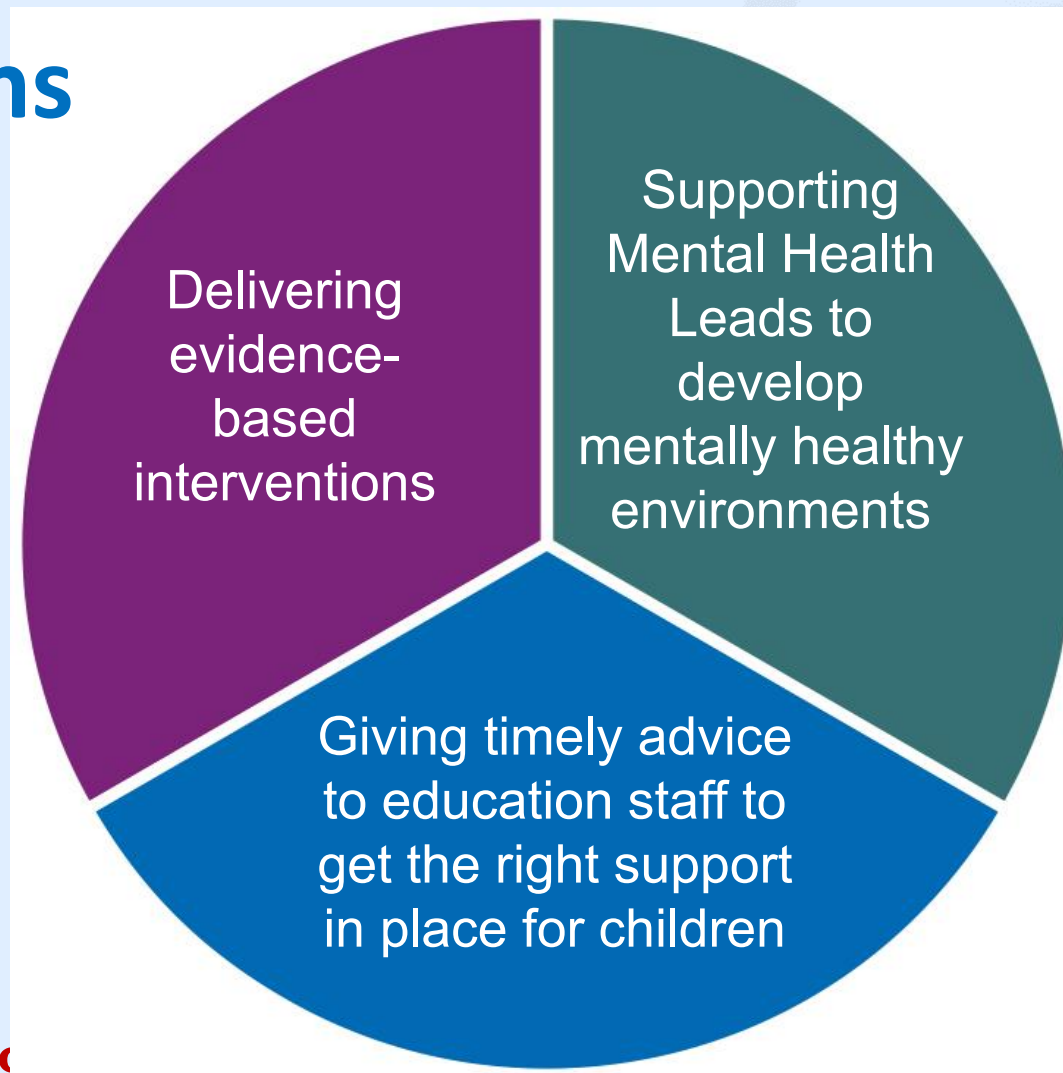 ns
Delivering
evidence-
based
interventions
Supporting
Mental Health
Leads to
develop
mentally healthy
environments
Giving timely advice
to education staff to
get the right support
in place for children